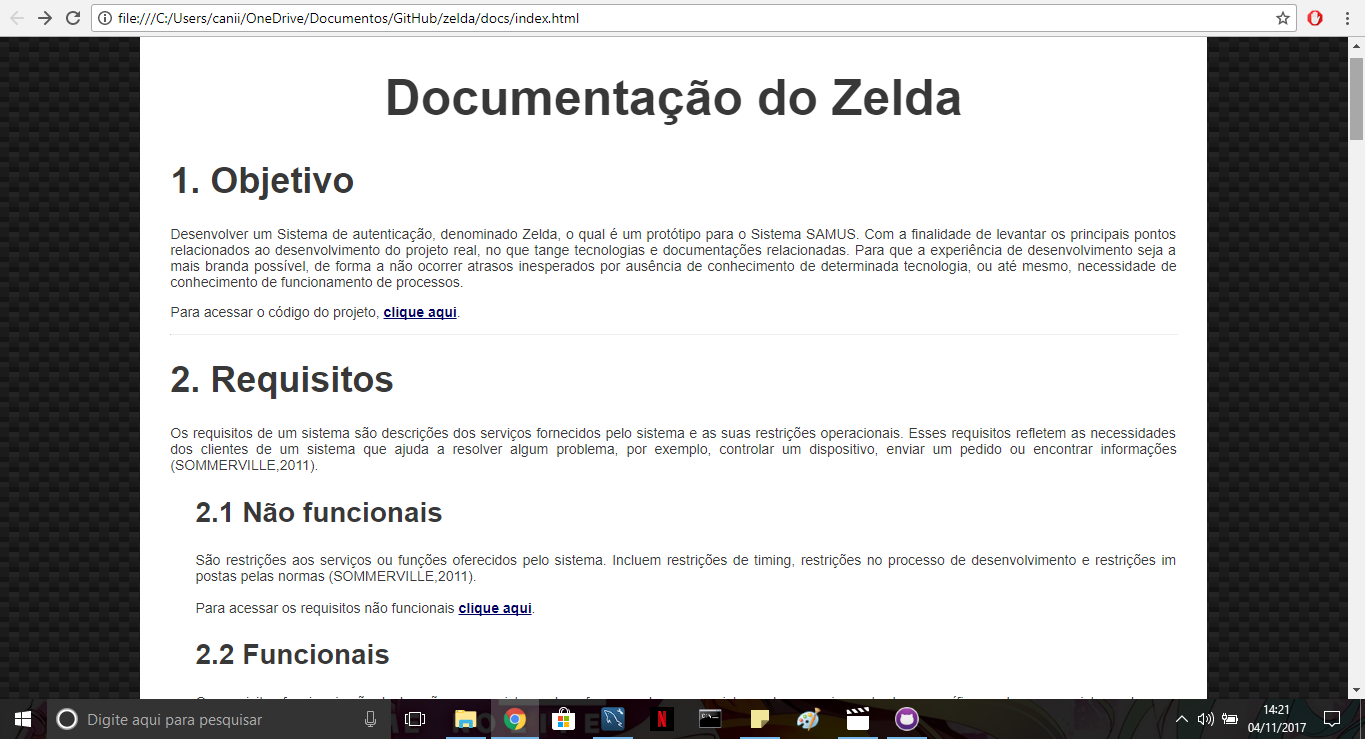 file:///C:/Users/canii/OneDrive/Documentos/GitHub/zelda/docs/index.html
Documentação do Zelda
1. Objetivo
Desenvolver um Sistema de autenticação, denominado Zelda, o qual é um protótipo para o Sistema SAMUS. Com a finalidade de levantar os principais pontos
relacionados ao desenvolvimento do projeto real, no que tange tecnologias e documentações relacionadas. Para que a experiência de desenvolvimento seja a
mais branda possível, de forma a não ocorrer atrasos inesperados por ausência de conhecimento de determinada tecnologia, ou até mesmo, necessidade de
conhecimento de funcionamento de processos.
Para acessar o código do projeto, clique aqui.
2. Requisitos
Os requisitos de um sistema são descrições dos serviços fornecidos pelo sistema e as suas restrições operacionais. Esses requisitos refletem as necessidades
dos clientes de um sistema que ajuda a resolver algum problema, por exemplo, controlar um dispositivo, enviar um pedido ou encontrar informações
(SOMMERVILLE,2011).
2.1 Não funcionais
São restrições aos serviços ou funções oferecidos pelo sistema. Incluem restrições de timing, restrições no processo de desenvolvimento e restrições im
postas pelas normas (SOMMERVILLE,2011).
Para acessar os requisitos não funcionais clique aqui.
2.2 Funcionais
Digite aqui para pesquisar
14:21
04/11/2017